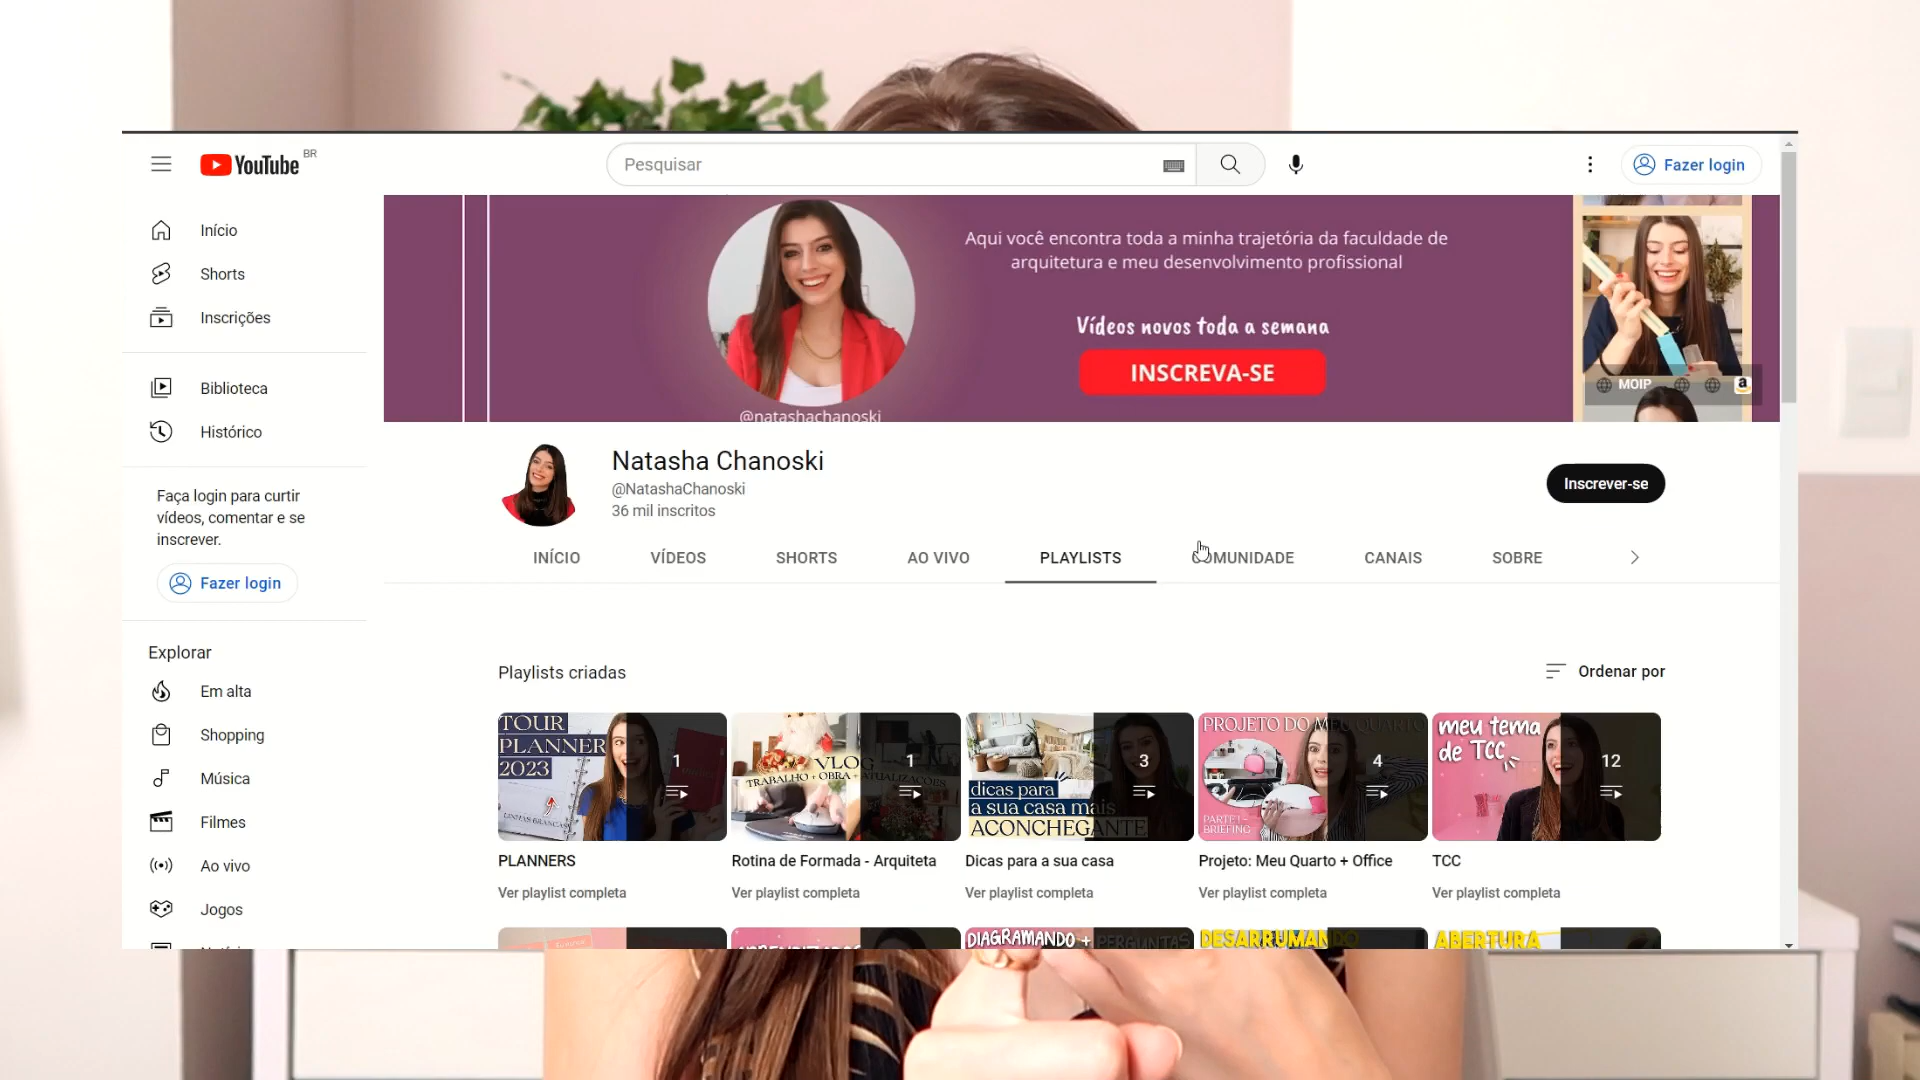 YouTube BR
Pesquisar
Fazer login
Início
Shorts
Inscrições
Biblioteca
Histórico
Faça login para curtir
vídeos, comentar e se
inscrever.
Fazer login
Explorar
Em alta
Shopping
Música
Filmes
Ao vivo
Jogos
Aqui você encontra toda a minha trajetória da faculdade de
arquitetura e meu desenvolvimento profissional
Vídeos novos toda a semana
INSCREVA-SE
@natashachanoski
MOIP
Natasha Chanoski
@NatashaChanoski
36 mil inscritos
Inscrever-se
INÍCIO
VÍDEOS
SHORTS
AO VIVO
PLAYLISTS
COMUNIDADE
CANAIS
SOBRE
Playlists criadas
Ordenar por
TOUR
PLANNER
2023
LINHAS BRANCAS
1
PLANNERS
Ver playlist completa
VLOG
TRABALHO + OBRA + ATUALIZAÇÕES
1
Rotina de Formada - Arquiteta
Ver playlist completa
dicas para
a sua casa mais
ACONCHEGANTE
3
Dicas para a sua casa
Ver playlist completa
PROJETO DO MEU QUARTO
PARTE 1 -
BRIEFING
4
Projeto: Meu Quarto + Office
Ver playlist completa
meu tema
de TCC
12
TCC
Ver playlist completa
DIAGRAMANDO + PERGUNTAS
DESARRUMANDO
ABERTURA